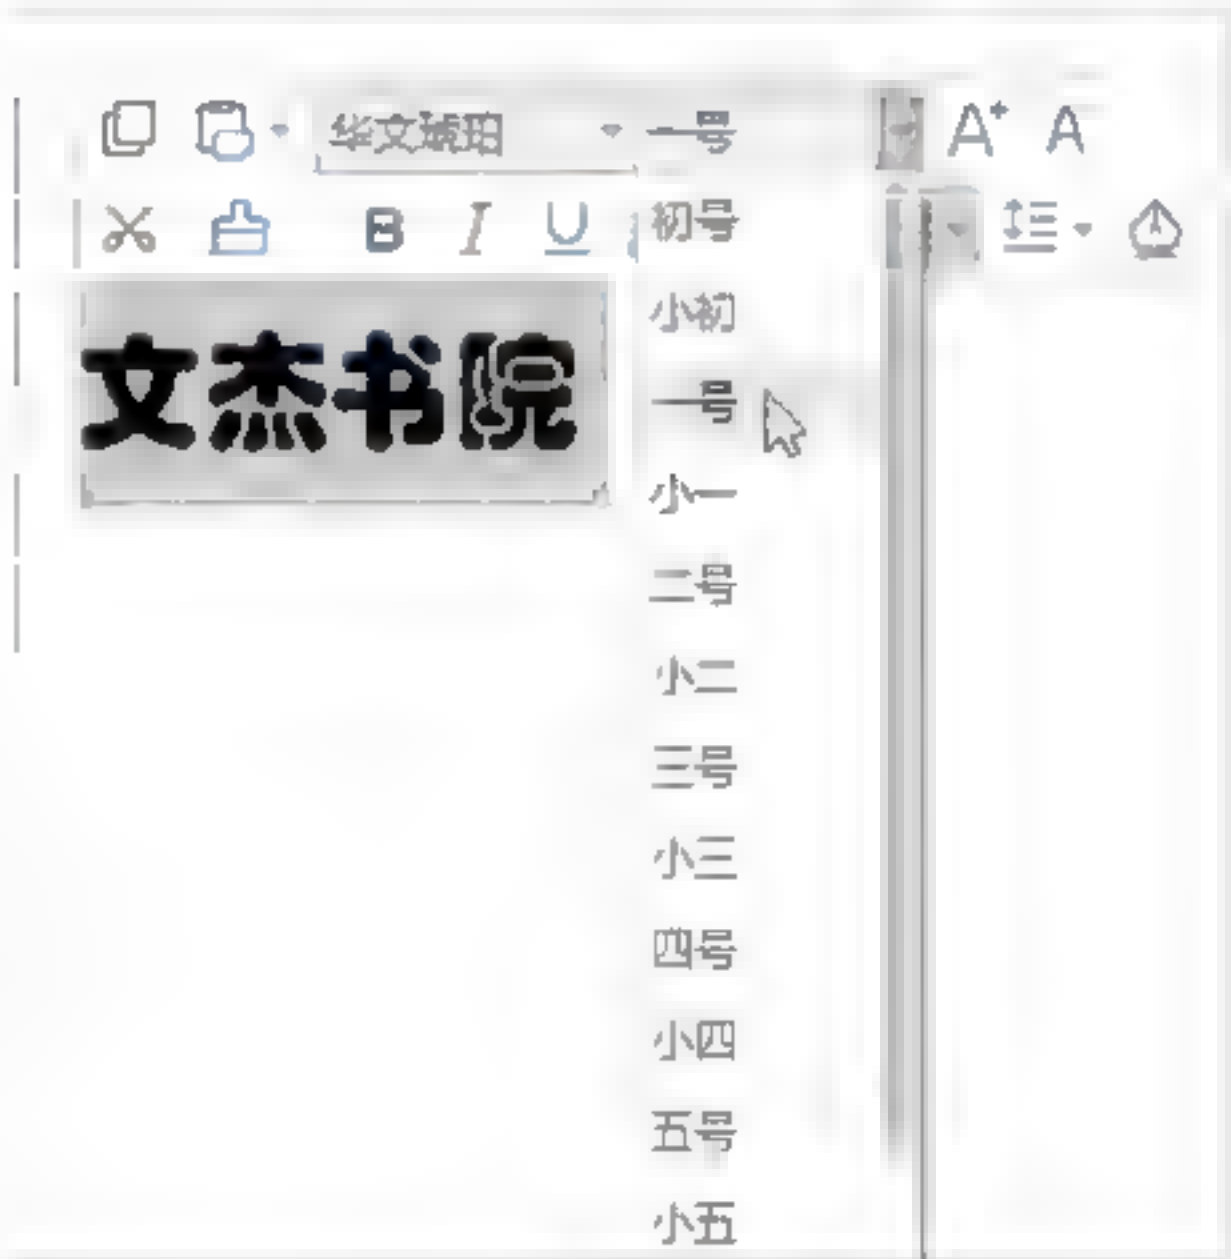 华文琥珀 一号 A+ A
B I U 初号
小初
文杰书院
一号
小一
二号
小二
三号
小三
四号
小四
五号
小五